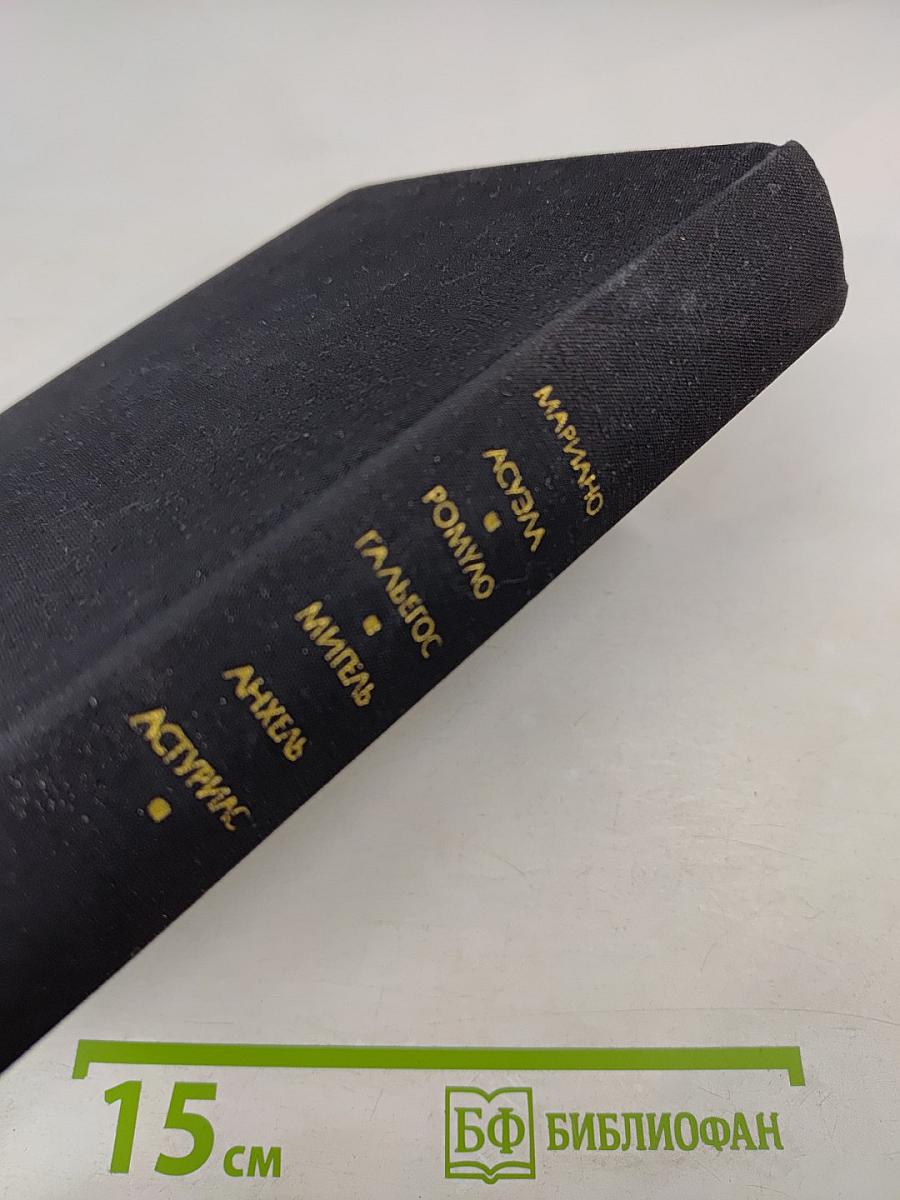 МАРИАНО
АСУЭЛА
РОМУЛО
ГАЛЬЕГОС
МИГЕЛЬ
АНХЕЛЬ
АСТУРИАС
15 см
БФ БИБЛИОФАН